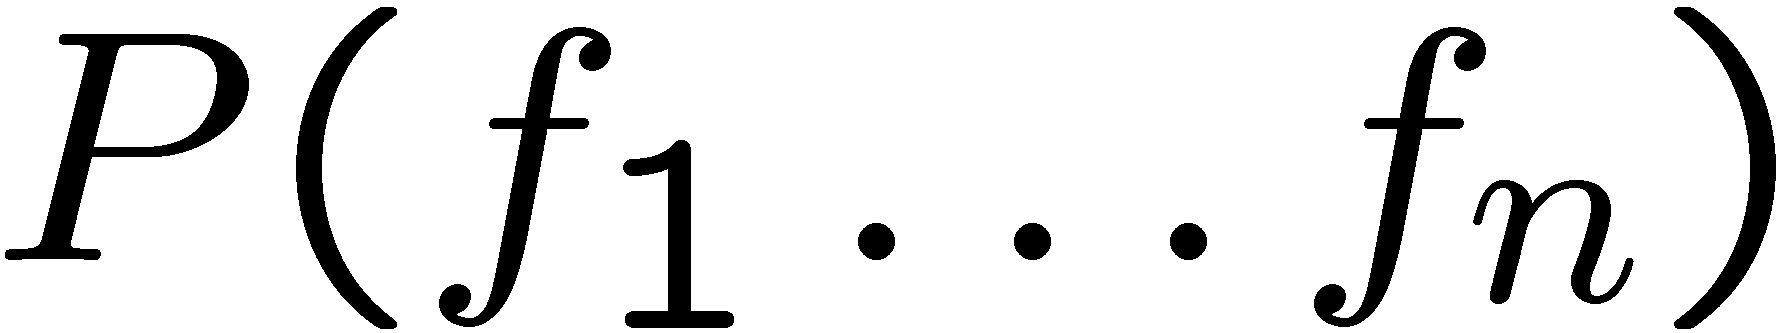 P(f₁ . . . fₙ)